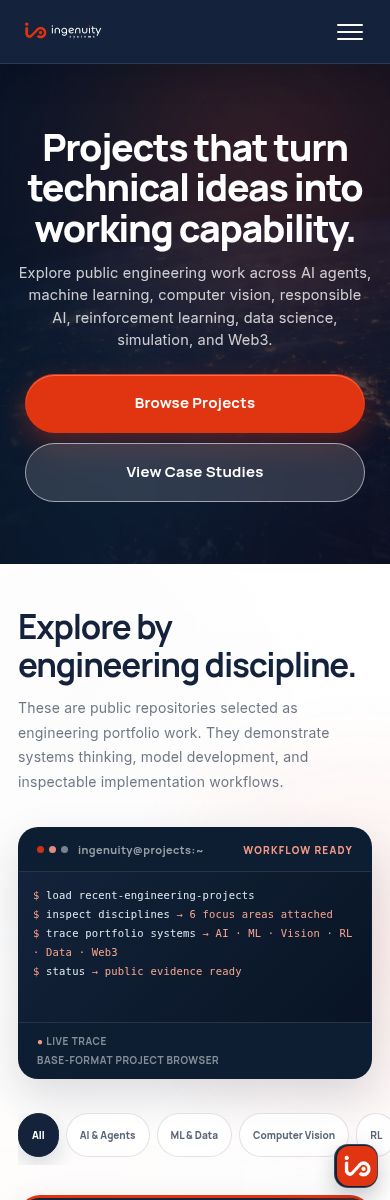 ingenuity
systems
Projects that turn
technical ideas into
working capability.
Explore public engineering work across AI agents,
machine learning, computer vision, responsible
AI, reinforcement learning, data science,
simulation, and Web3.
Browse Projects
View Case Studies
Explore by
engineering discipline.
These are public repositories selected as
engineering portfolio work. They demonstrate
systems thinking, model development, and
inspectable implementation workflows.
ingenuity@projects:~ WORKFLOW READY
$ load recent-engineering-projects
$ inspect disciplines → 6 focus areas attached
$ trace portfolio systems → AI · ML · Vision · RL
· Data · Web3
$ status → public evidence ready
● LIVE TRACE
BASE-FORMAT PROJECT BROWSER
All AI & Agents ML & Data Computer Vision RL